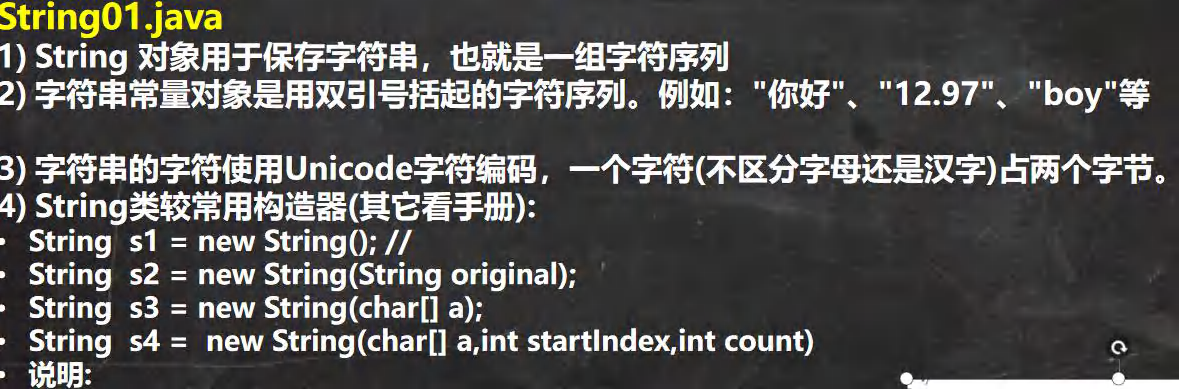 String01.java
1) String 对象用于保存字符串，也就是一组字符序列
2) 字符串常量对象是用双引号括起的字符序列。例如："你好"、"12.97"、"boy"等
3) 字符串的字符使用Unicode字符编码，一个字符(不区分字母还是汉字)占两个字节。
4) String类较常用构造器(其它看手册):
• String s1 = new String(); //
• String s2 = new String(String original);
• String s3 = new String(char[] a);
• String s4 = new String(char[] a,int startIndex,int count)
• 说明: